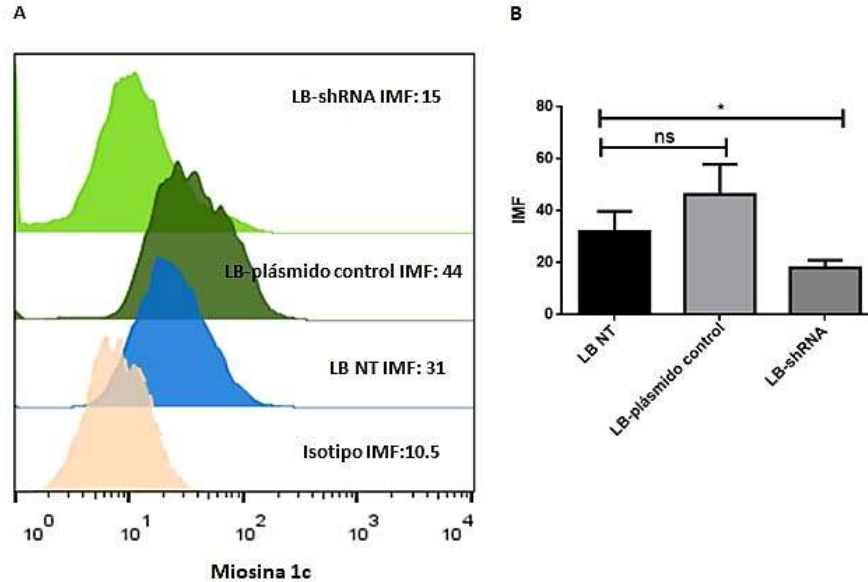 A
LB-shRNA IMF: 15
LB-plásmido control IMF: 44
LB NT IMF: 31
Isotipo IMF:10.5
10^0 10^1 10^2 10^3 10^4
Miosina 1c
B
80
60
40
20
0
IMF
*
ns
LB NT
LB-plásmido control
LB-shRNA